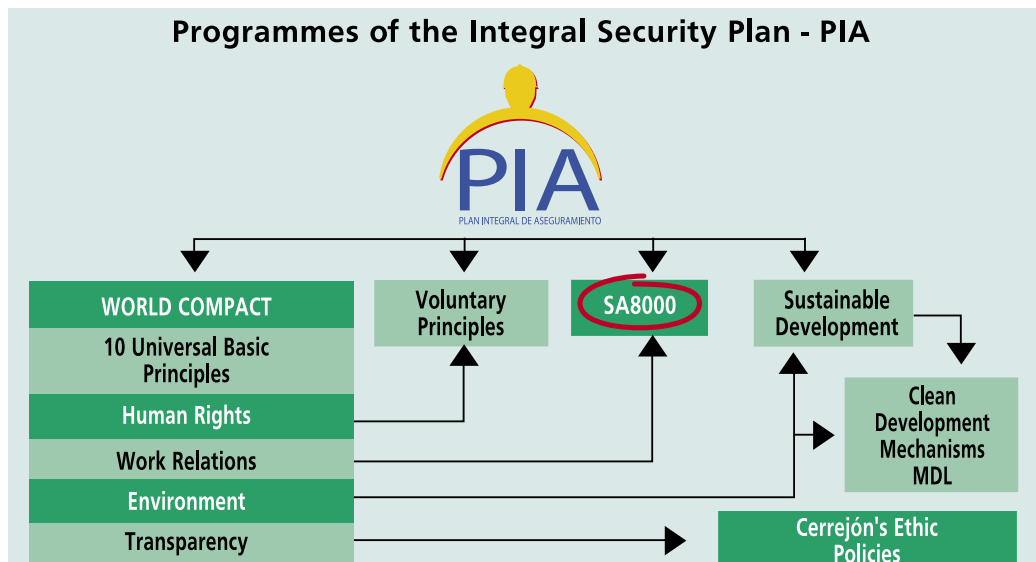 Programmes of the Integral Security Plan - PIA
PIA
PLAN INTEGRAL DE ASEGURAMIENTO
WORLD COMPACT
10 Universal Basic
Principles
Human Rights
Work Relations
Environment
Transparency
Voluntary
Principles
SA8000
Sustainable
Development
Clean
Development
Mechanisms
MDL
Cerrejón's Ethic
Policies